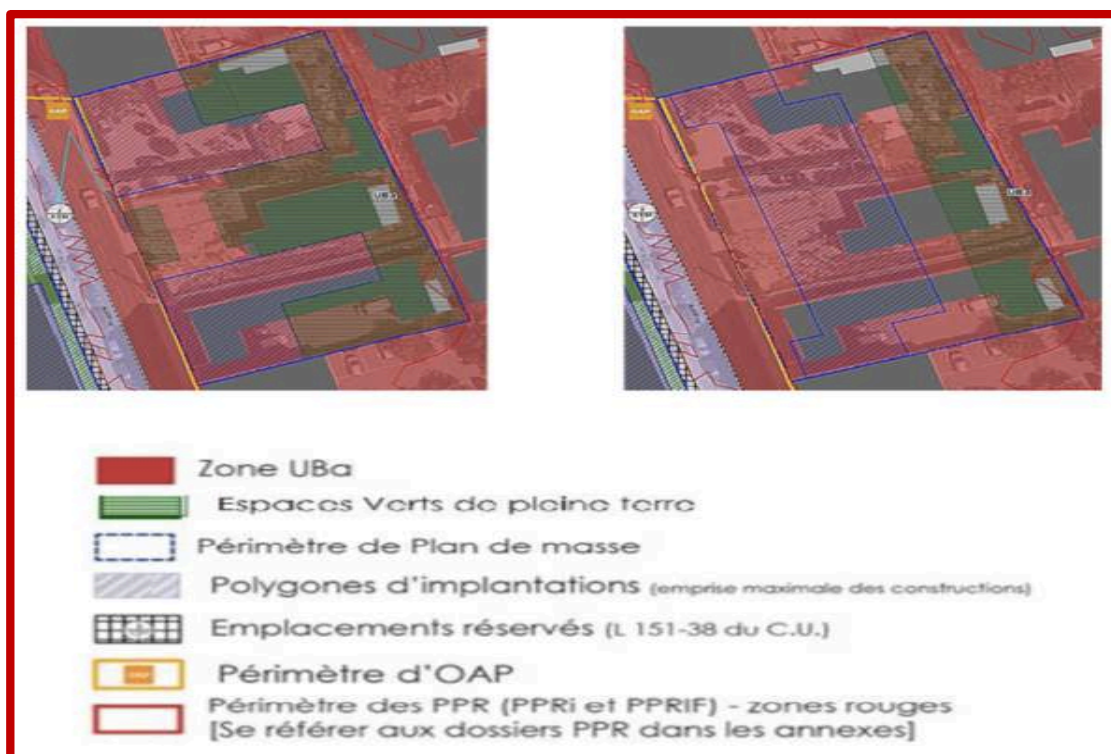 OAP
UBa
OAP
UBa
Zone UBa
Espaces Verts de pleine terre
Périmètre de Plan de masse
Polygones d'implantations (emprise maximale des constructions)
Emplacements réservés (L 151-38 du C.U.)
OAP
Périmètre d'OAP
Périmètre des PPR (PPRi et PPRIF) - zones rouges
[Se référer aux dossiers PPR dans les annexes]